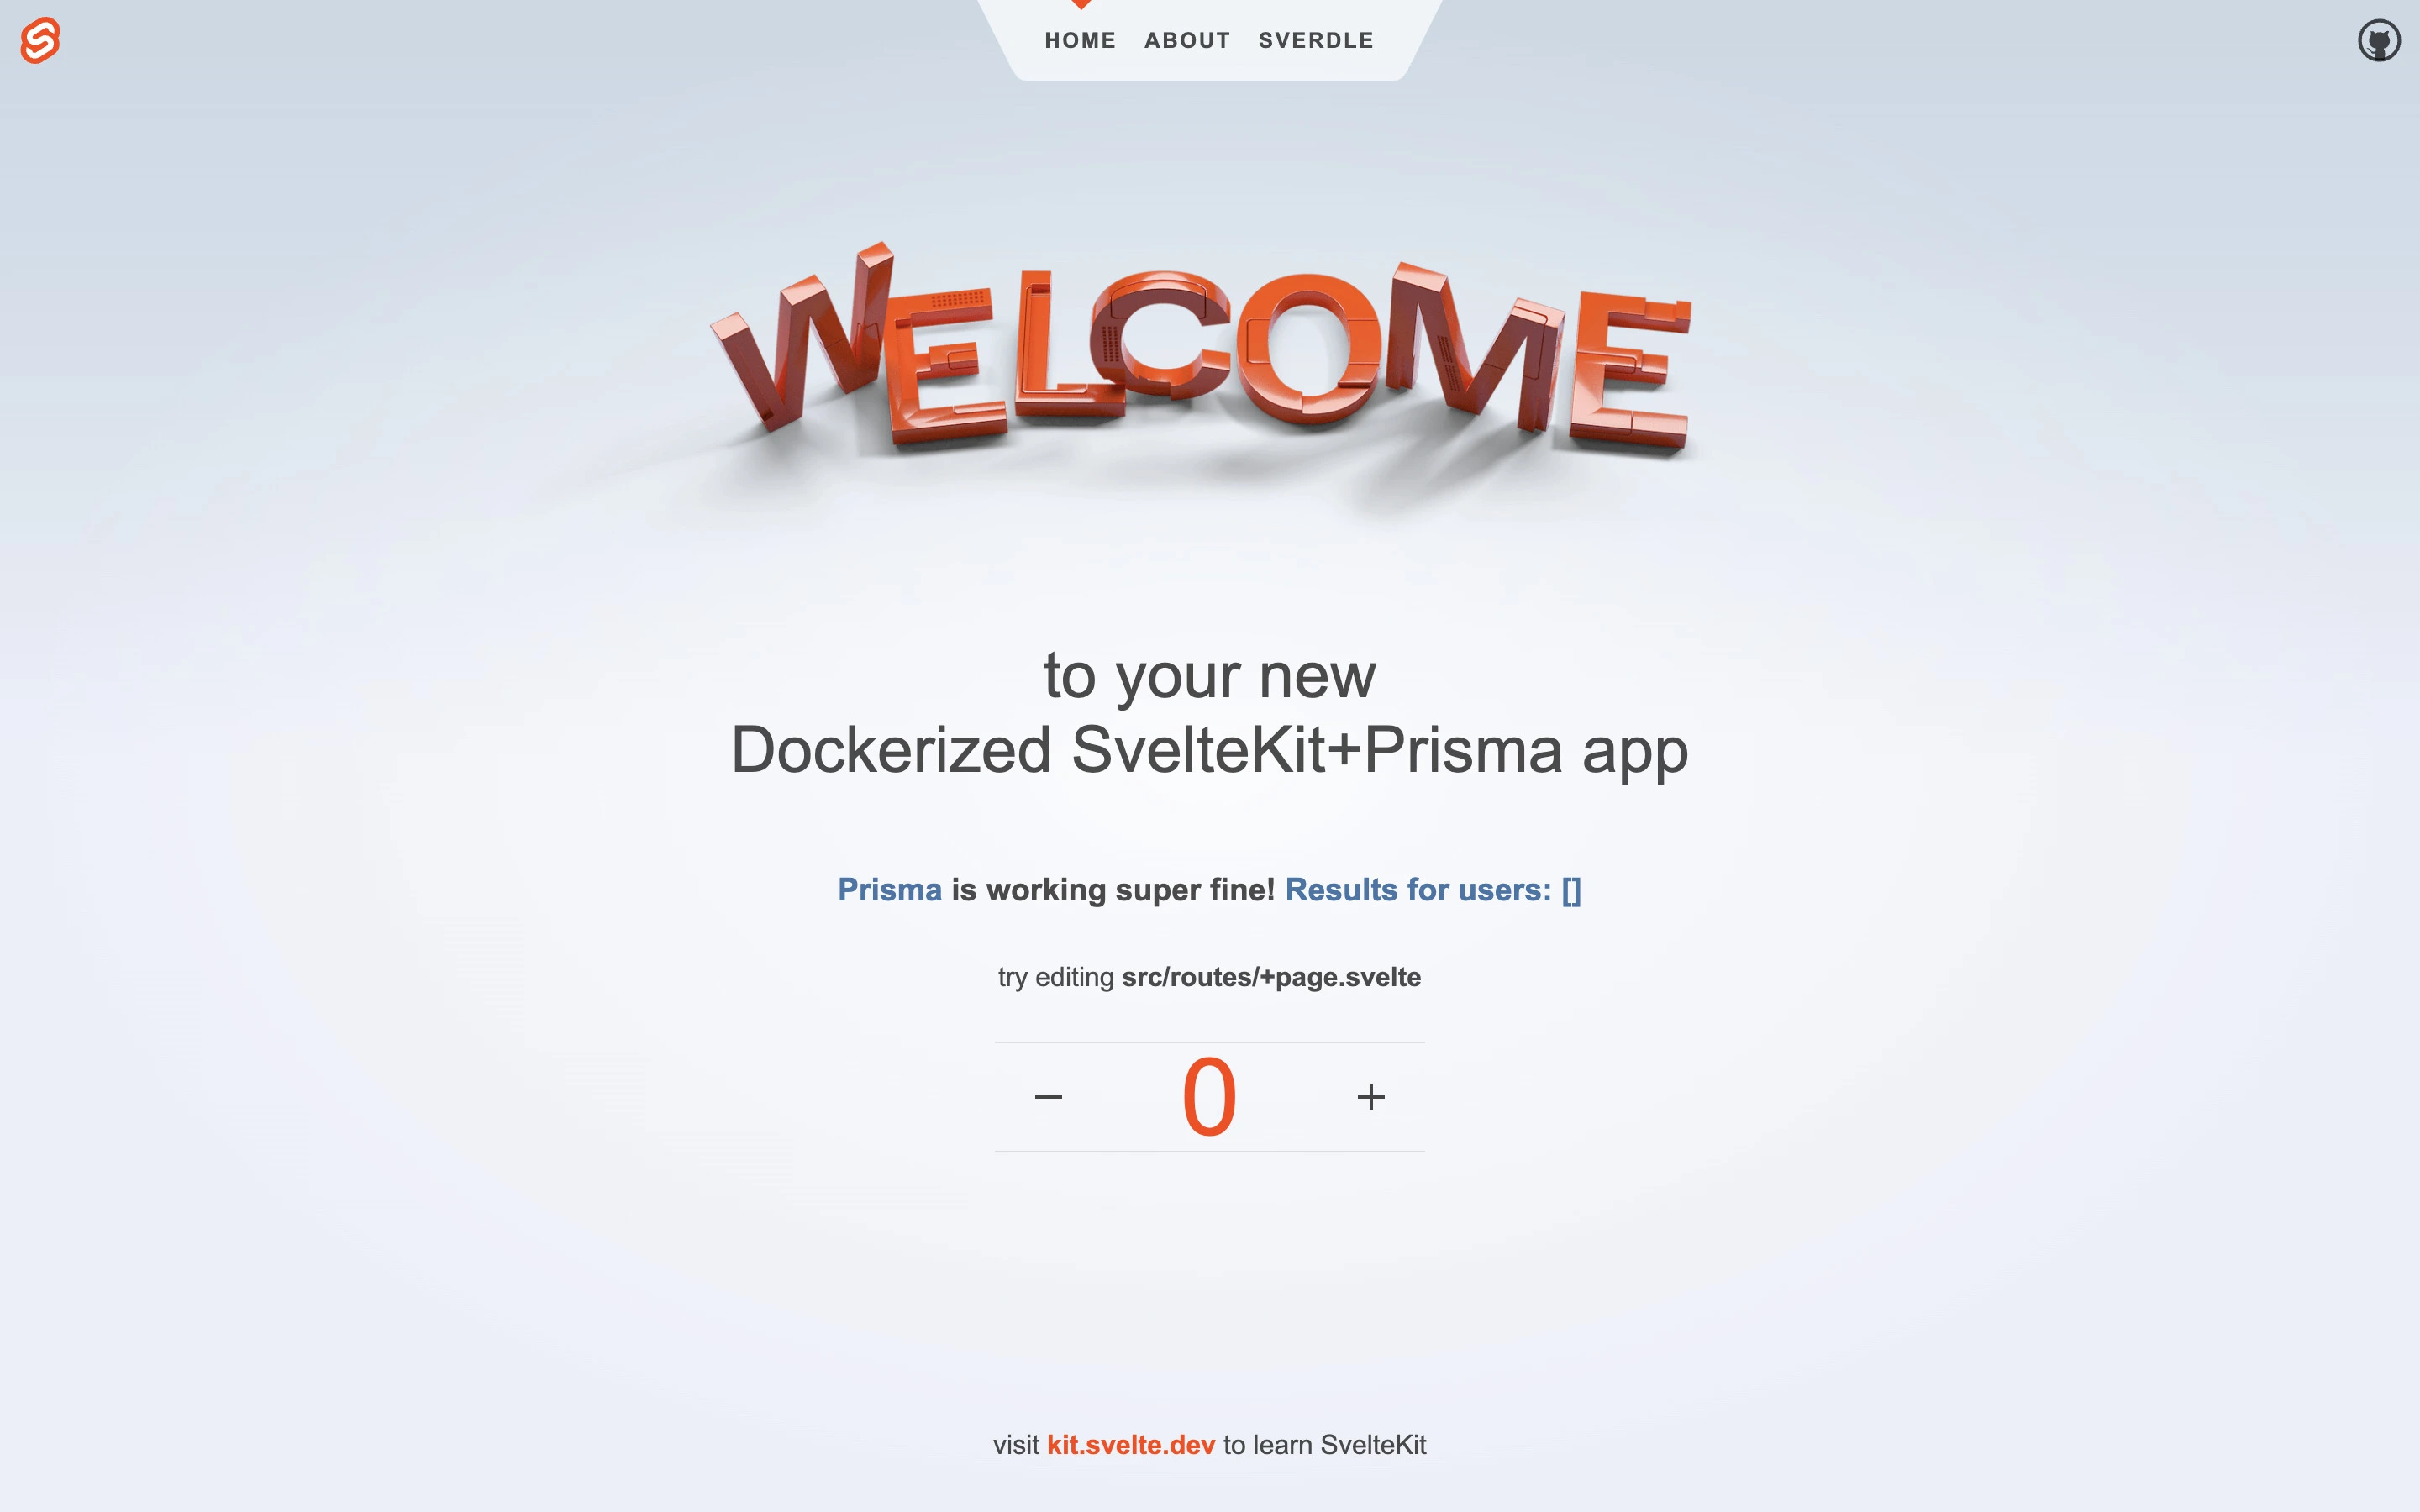 HOME ABOUT SVERDLE
WELCOME
to your new
Dockerized SvelteKit+Prisma app
Prisma is working super fine! Results for users: []
try editing src/routes/+page.svelte
− 0 +
visit kit.svelte.dev to learn SvelteKit